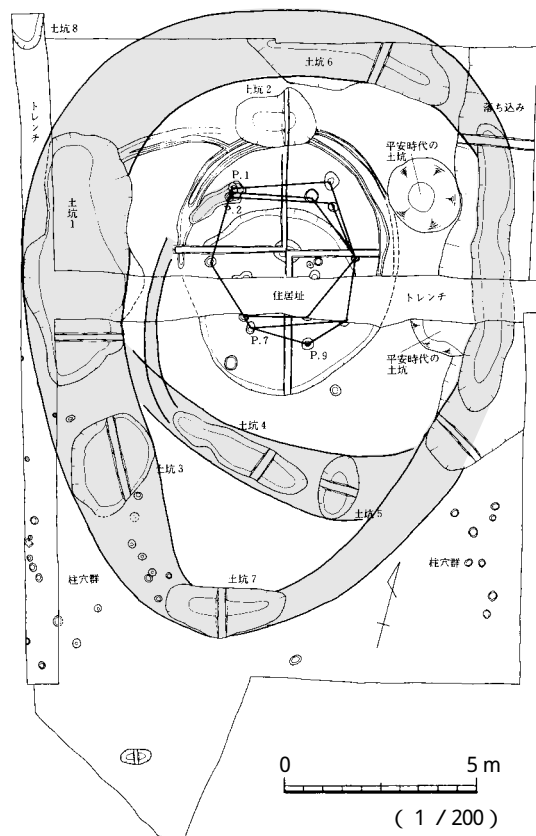 土坑8
土坑6
落ち込み
トレンチ
土坑2
平安時代の
土坑
P.1
P.2
土坑1
住居址
トレンチ
P.7
P.9
平安時代の
土坑
土坑4
土坑3
土坑5
柱穴群
土坑7
柱穴群
0 5m
(1/200)